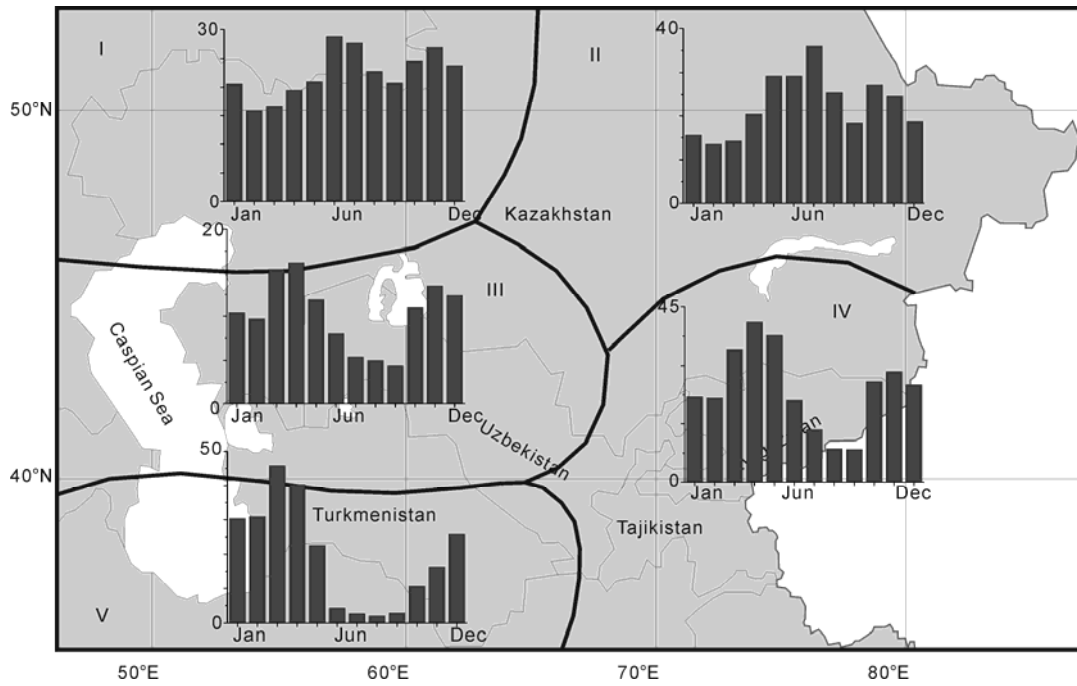 I
30
0
Jan
Jun
Dec
II
40
0
Jan
Jun
Dec
50°N
Kazakhstan
20
0
Jan
Jun
Dec
III
Caspian Sea
Uzbekistan
45
0
Jan
Jun
Dec
IV
40°N
50
0
Jan
Jun
Dec
Turkmenistan
Tajikistan
V
50°E
60°E
70°E
80°E